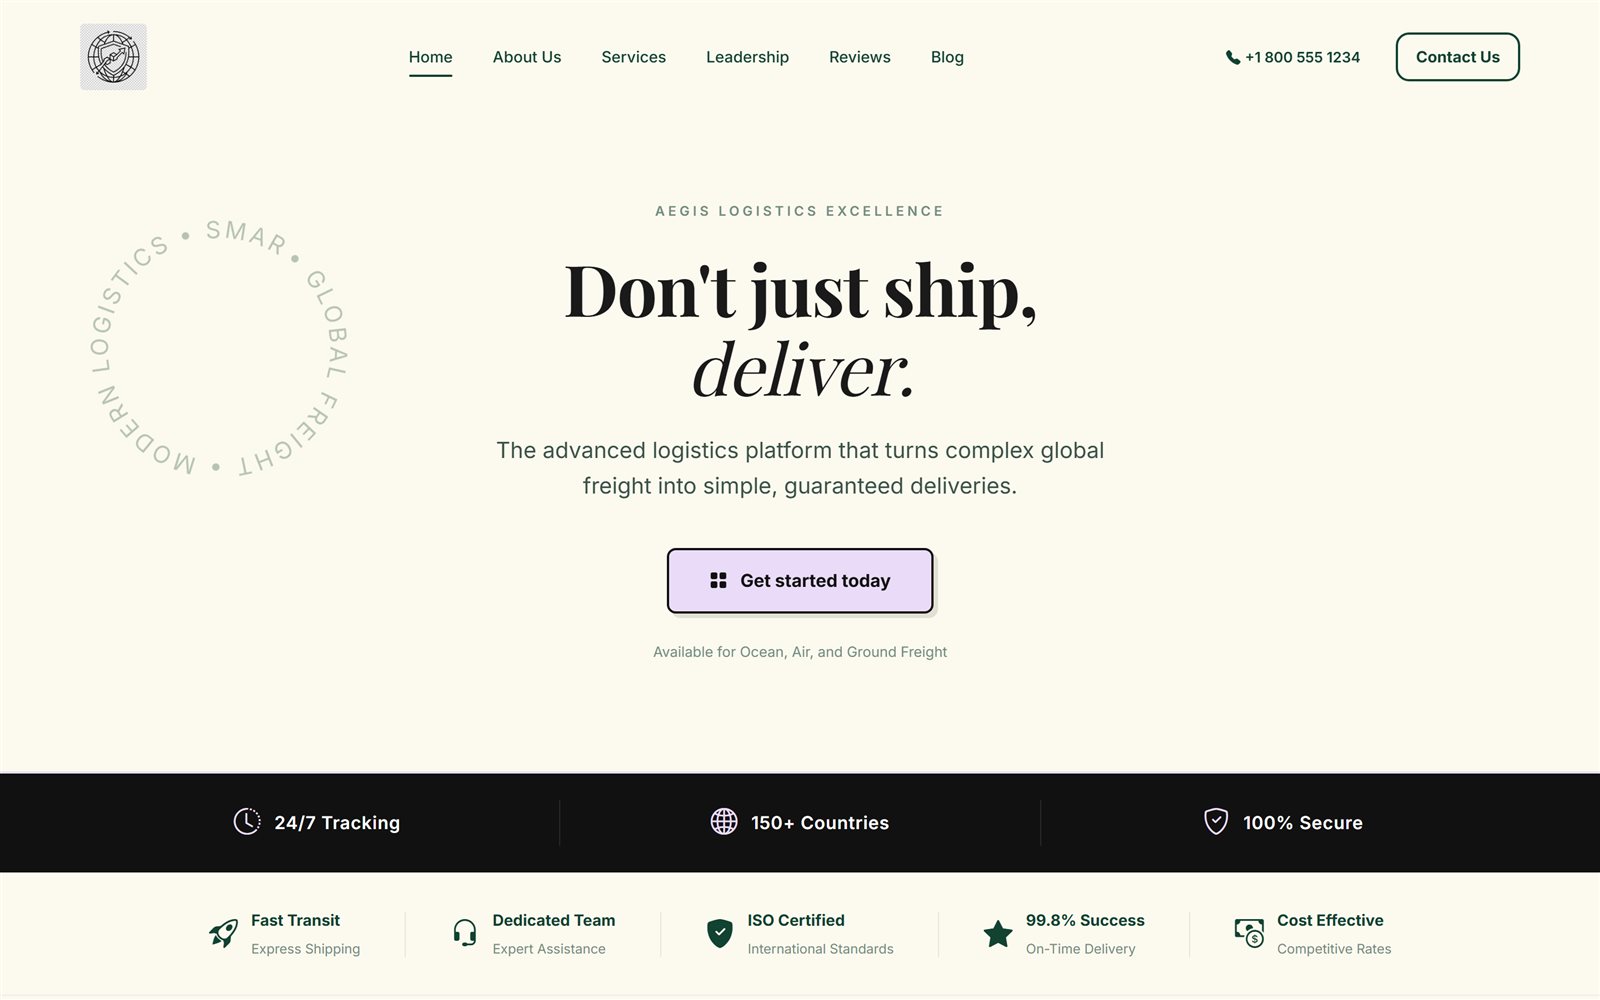 Home
About Us
Services
Leadership
Reviews
Blog
+1 800 555 1234
Contact Us
MODERN LOGISTICS • SMAR • GLOBAL FREIGHT •
AEGIS LOGISTICS EXCELLENCE
Don't just ship,
deliver.
The advanced logistics platform that turns complex global
freight into simple, guaranteed deliveries.
Get started today
Available for Ocean, Air, and Ground Freight
24/7 Tracking
150+ Countries
100% Secure
Fast Transit
Express Shipping
Dedicated Team
Expert Assistance
ISO Certified
International Standards
99.8% Success
On-Time Delivery
Cost Effective
Competitive Rates